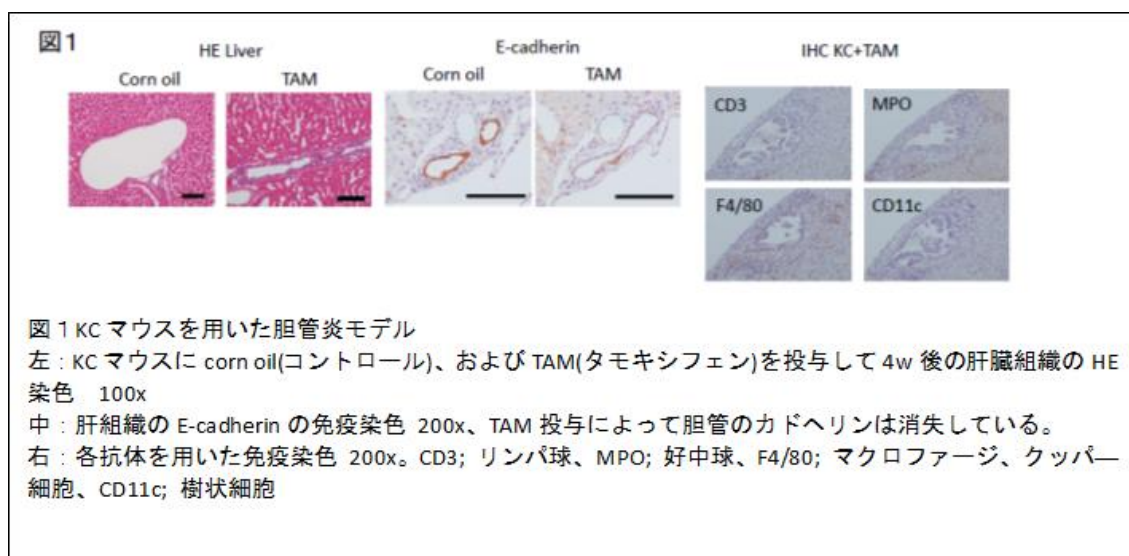 図1
HE Liver
E-cadherin
IHC KC+TAM
Corn oil
TAM
Corn oil
TAM
CD3
MPO
F4/80
CD11c
図1 KC マウスを用いた胆管炎モデル
左：KC マウスに corn oil(コントロール)、および TAM(タモキシフェン)を投与して 4w 後の肝臓組織の HE
染色 100x
中：肝組織の E-cadherin の免疫染色 200x、TAM 投与によって胆管のカドヘリンは消失している。
右：各抗体を用いた免疫染色 200x。CD3; リンパ球、MPO; 好中球、F4/80; マクロファージ、クッパ―
細胞、CD11c; 樹状細胞